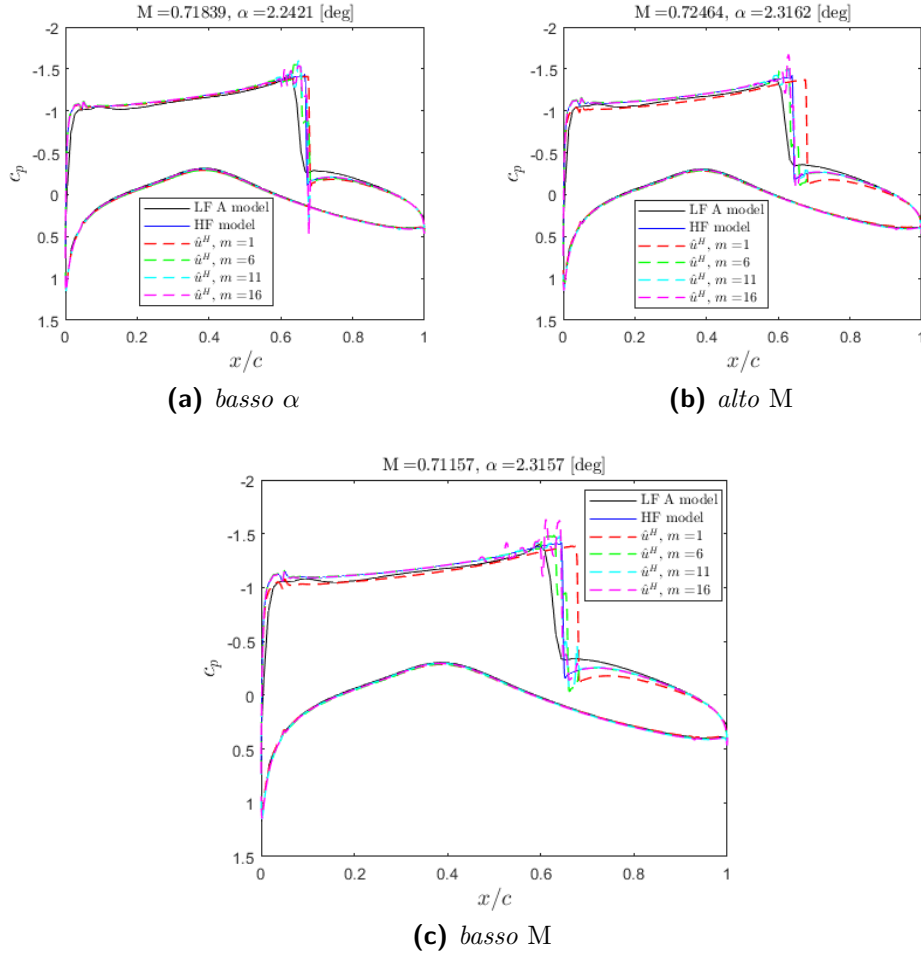 M =0.71839, α =2.2421 [deg]
-2
-1.5
-1
-0.5
0
0.5
1
1.5
c_p
LF A model
HF model
û^H, m =1
û^H, m =6
û^H, m =11
û^H, m =16
0 0.2 0.4 0.6 0.8 1
x/c
(a) basso α
M =0.72464, α =2.3162 [deg]
-2
-1.5
-1
-0.5
0
0.5
1
1.5
c_p
LF A model
HF model
û^H, m =1
û^H, m =6
û^H, m =11
û^H, m =16
0 0.2 0.4 0.6 0.8 1
x/c
(b) alto M
M =0.71157, α =2.3157 [deg]
-2
-1.5
-1
-0.5
0
0.5
1
1.5
c_p
LF A model
HF model
û^H, m =1
û^H, m =6
û^H, m =11
û^H, m =16
0 0.2 0.4 0.6 0.8 1
x/c
(c) basso M